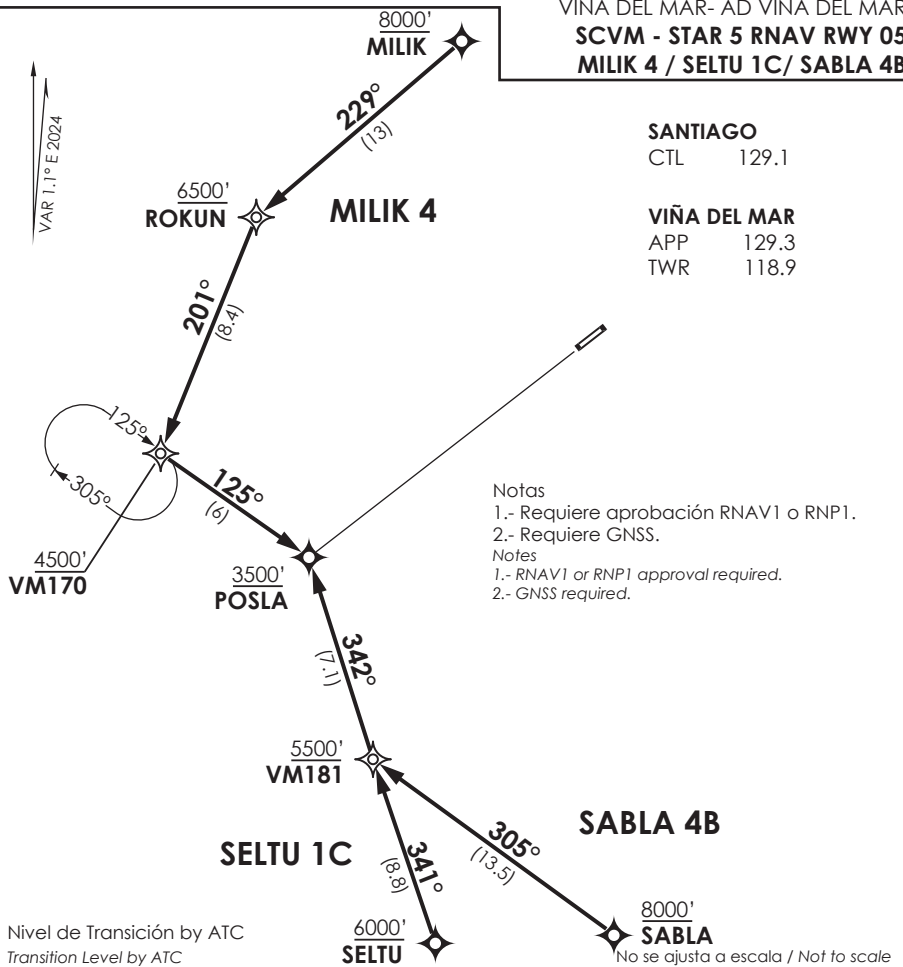 VIÑA DEL MAR- AD VIÑA DEL MAR
SCVM - STAR 5 RNAV RWY 05
MILIK 4 / SELTU 1C/ SABLA 4B
8000'
MILIK
229°
(13)
VAR 1.1° E 2024
SANTIAGO
CTL 129.1
6500'
ROKUN
MILIK 4
VIÑA DEL MAR
APP 129.3
TWR 118.9
201°
(8.4)
125°
305°
125°
(6)
4500'
VM170
3500'
POSLA
Notas
1.- Requiere aprobación RNAV1 o RNP1.
2.- Requiere GNSS.
Notes
1.- RNAV1 or RNP1 approval required.
2.- GNSS required.
342°
(7.1)
5500'
VM181
SABLA 4B
305°
(13.5)
SELTU 1C
341°
(8.8)
6000'
SELTU
8000'
SABLA
Nivel de Transición by ATC
Transition Level by ATC
No se ajusta a escala / Not to scale